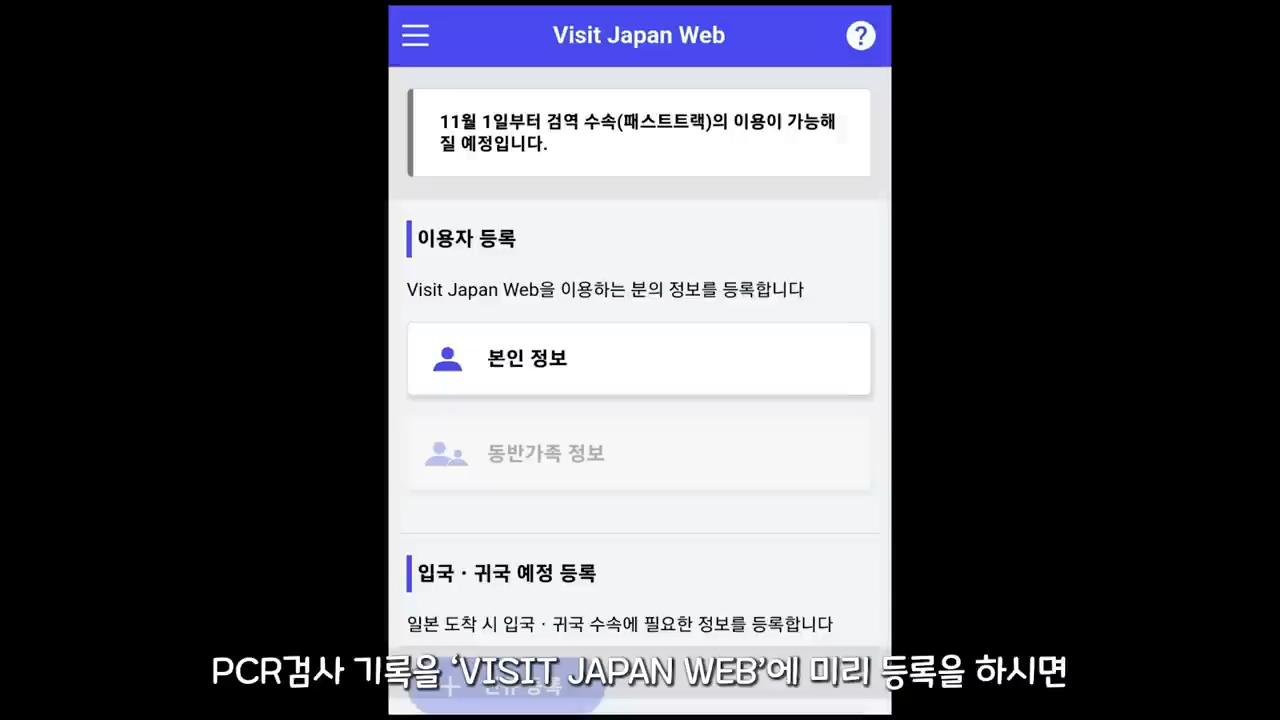 Visit Japan Web
?
11월 1일부터 검역 수속(패스트트랙)의 이용이 가능해
질 예정입니다.
이용자 등록
Visit Japan Web을 이용하는 분의 정보를 등록합니다
본인 정보
동반가족 정보
입국 · 귀국 예정 등록
일본 도착 시 입국 · 귀국 수속에 필요한 정보를 등록합니다
PCR검사 기록을 ‘VISIT JAPAN WEB’에 미리 등록을 하시면